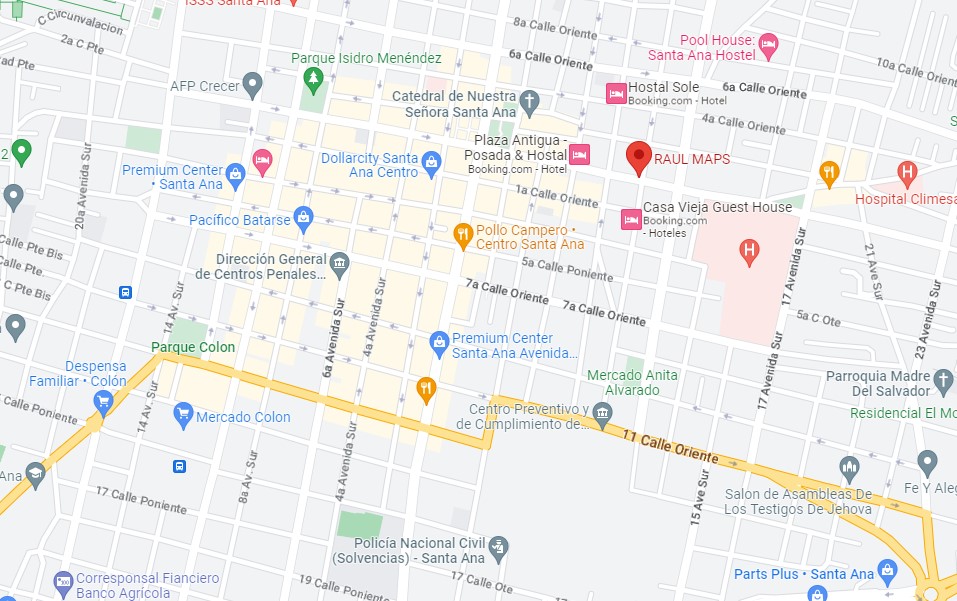 ISSS Santa Ana
C Circunvalacion
8a Calle Oriente
2a C Pte
Pool House:
Santa Ana Hostel
6a Calle Oriente
Parque Isidro Menéndez
ad Pte
10a Calle Oriente
AFP Crecer
Hostal Sole
Booking.com - Hotel
6a Calle Oriente
Catedral de Nuestra
Señora Santa Ana
4a Calle Oriente
S
2
Plaza Antigua -
Posada & Hostal
Booking.com - Hotel
RAUL MAPS
Dollarcity Santa
Ana Centro
Premium Center
• Santa Ana
20a Avenida Sur
1a Calle Oriente
H
Hospital Climesa
Casa Vieja Guest House
Booking.com
- Hoteles
Pacífico Batarse
Pollo Campero •
Centro Santa Ana
H
Calle Pte Bis
Calle Pte.
C Pte Bis
Dirección General
de Centros Penales...
5a Calle Poniente
17 Avenida Sur
21 Ave Sur
7a Calle Oriente
7a Calle Oriente
14 Av. Sur
6a Avenida Sur
4a Avenida Sur
5a C Ote
23 Avenida Sur
Parque Colon
Premium Center
Santa Ana Avenida...
Despensa
Familiar • Colón
Mercado Anita
Alvarado
17 Avenida Sur
Parroquia Madre
Del Salvador
14 Av. Sur
Calle Poniente
Mercado Colon
Centro Preventivo y
de Cumplimiento de...
Residencial El Mo
11 Calle Oriente
4a Avenida Sur
8a Av. Sur
Ana
15 Ave Sur
Salon de Asambleas De
Los Testigos De Jehova
Fe Y Aleg
17 Calle Poniente
Policía Nacional Civil
(Solvencias) - Santa Ana
Corresponsal Fianciero
Banco Agrícola
19 Calle Poniente
17 Calle Ote
Parts Plus • Santa Ana